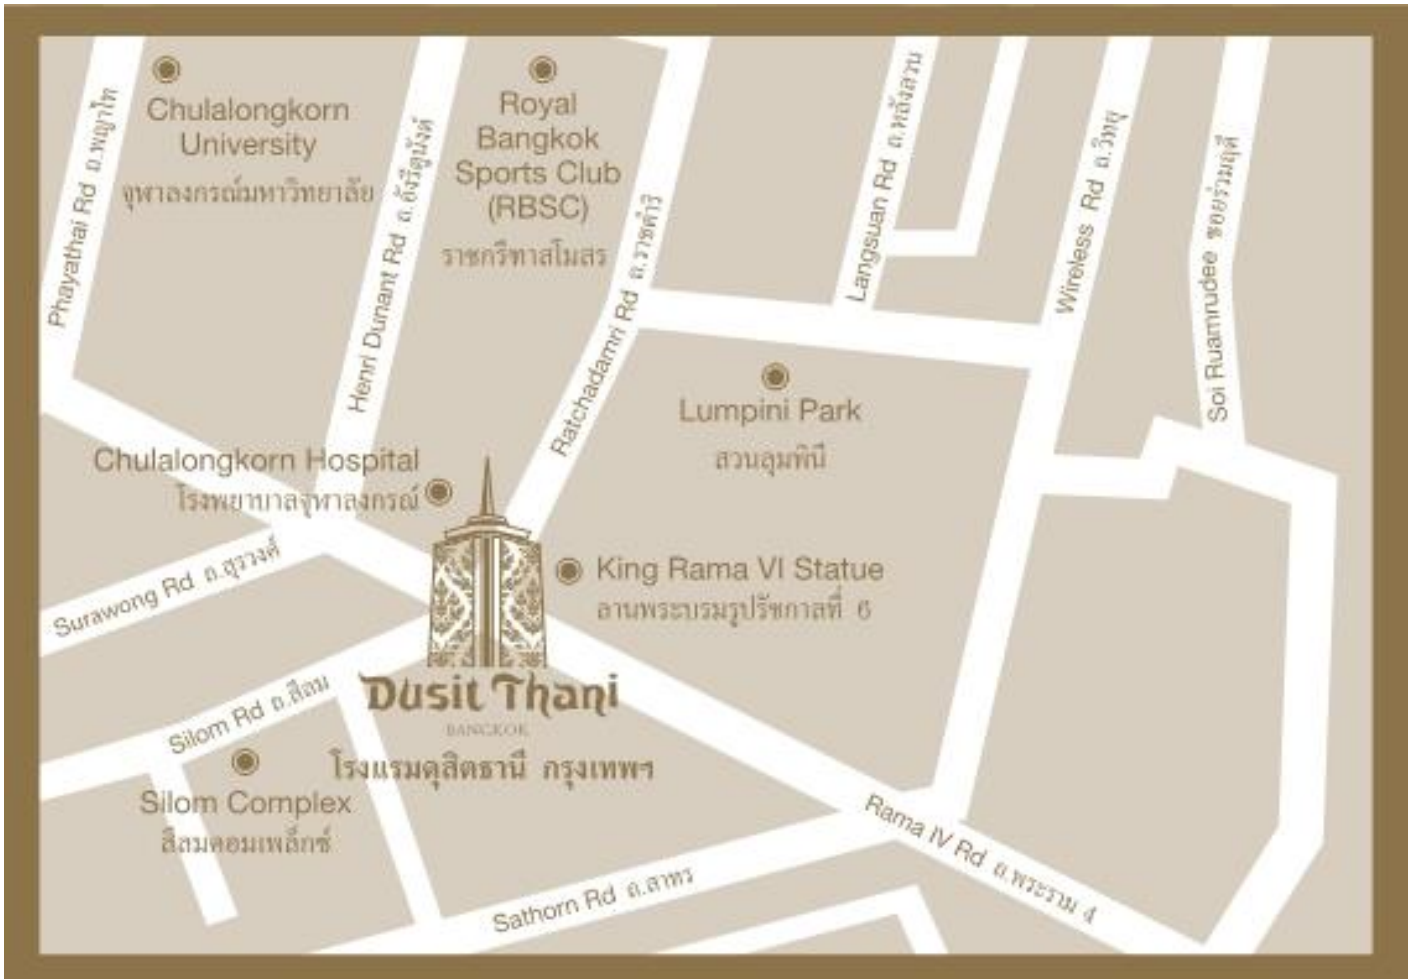 Chulalongkorn
University
จุฬาลงกรณ์มหาวิทยาลัย
Royal
Bangkok
Sports Club
(RBSC)
ราชกรีฑาสโมสร
Phayathai Rd ถ.พญาไท
Henri Dunant Rd ถ.อังรีดูนังต์
Ratchadamri Rd ถ.ราชดำริ
Langsuan Rd ถ.หลังสวน
Wireless Rd ถ.วิทยุ
Soi Ruamrudee ซอยร่วมฤดี
Lumpini Park
สวนลุมพินี
Chulalongkorn Hospital
โรงพยาบาลจุฬาลงกรณ์
King Rama VI Statue
ลานพระบรมรูปรัชกาลที่ 6
Surawong Rd ถ.สุรวงศ์
Silom Rd ถ.สีลม
Dusit Thani
BANGKOK
โรงแรมดุสิตธานี กรุงเทพฯ
Silom Complex
สีลมคอมเพล็กซ์
Sathorn Rd ถ.สาทร
Rama IV Rd ถ.พระราม 4